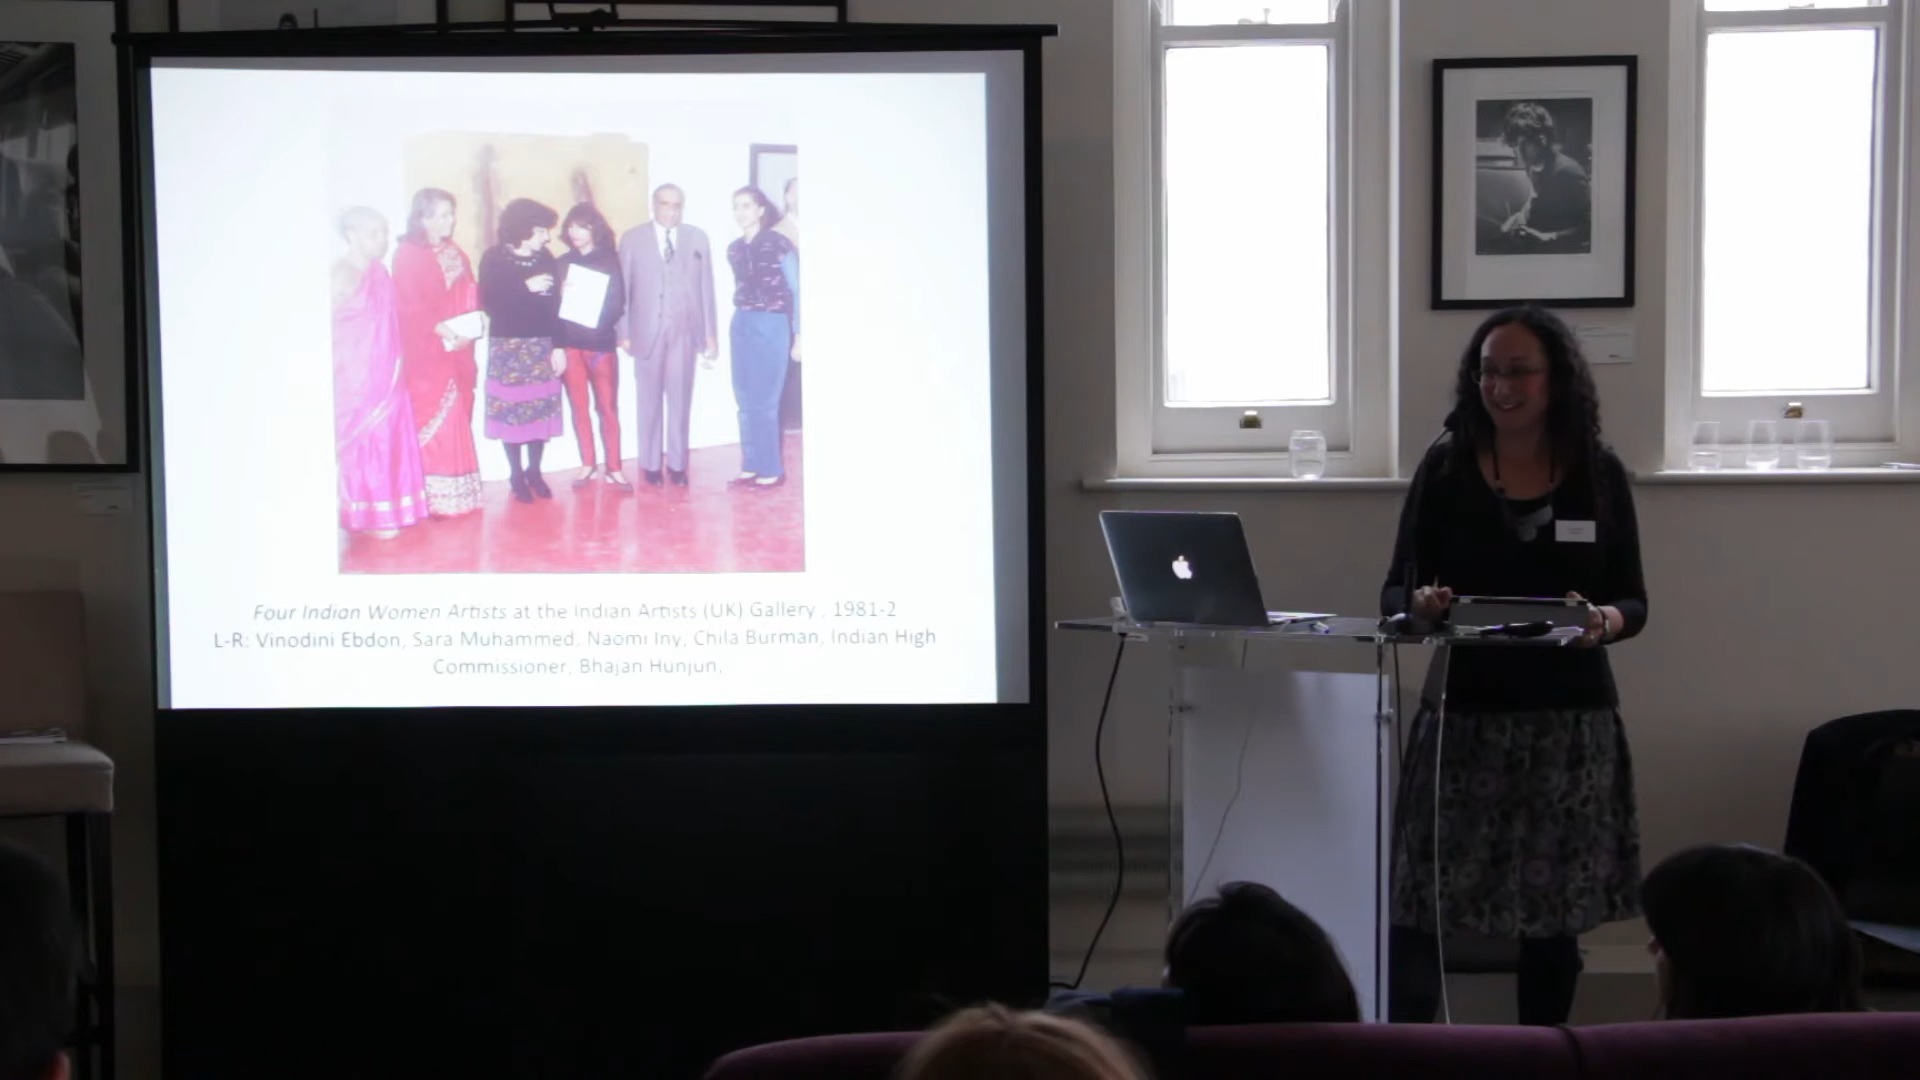 Four Indian Women Artists at the Indian Artists (UK) Gallery , 1981-2
L-R: Vinodini Ebdon, Sara Muhammed, Naomi Iny, Chila Burman, Indian High
Commissioner, Bhajan Hunjun,